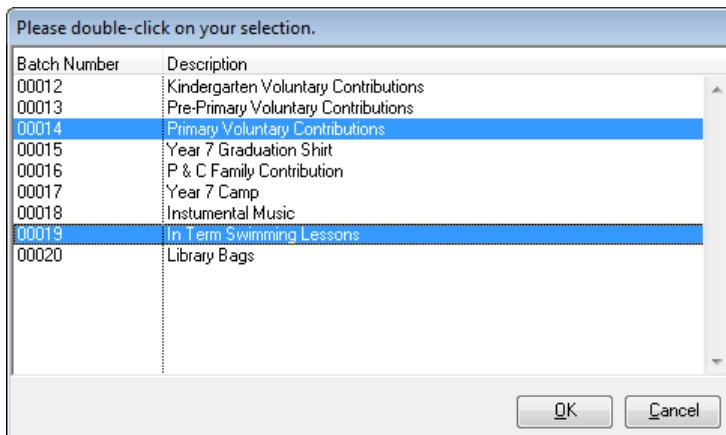 Please double-click on your selection.
Batch Number Description
00012 Kindergarten Voluntary Contributions
00013 Pre-Primary Voluntary Contributions
00014 Primary Voluntary Contributions
00015 Year 7 Graduation Shirt
00016 P & C Family Contribution
00017 Year 7 Camp
00018 Instumental Music
00019 In Term Swimming Lessons
00020 Library Bags
OK Cancel